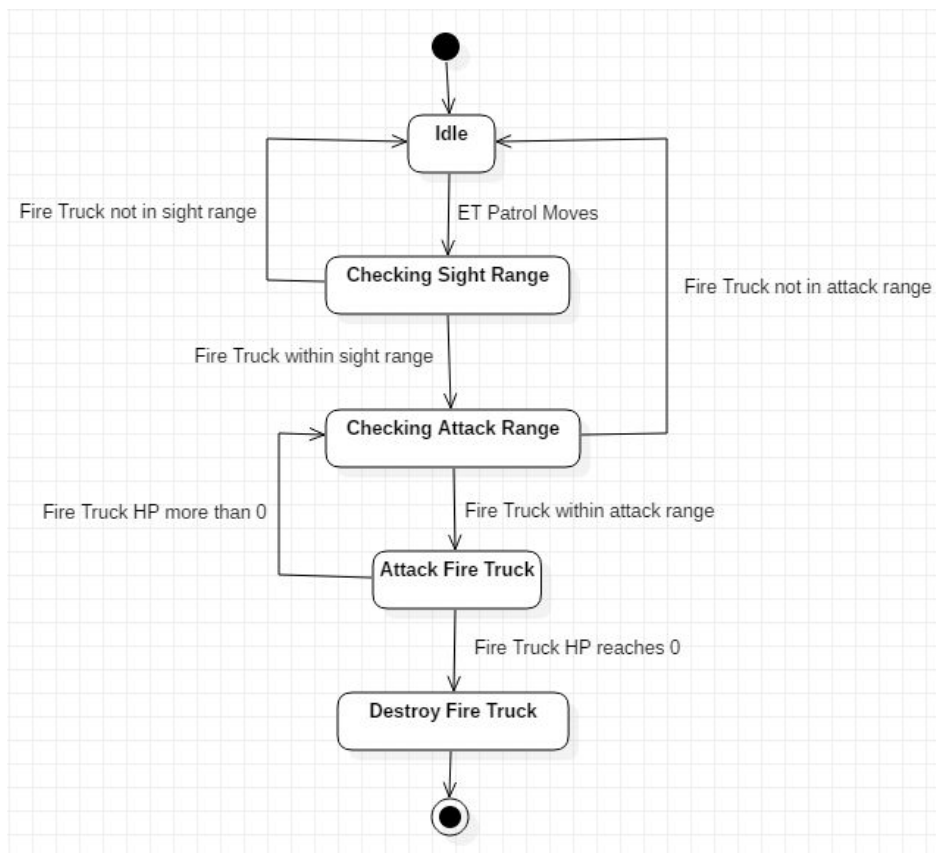 Idle
Fire Truck not in sight range
ET Patrol Moves
Checking Sight Range
Fire Truck not in attack range
Fire Truck within sight range
Checking Attack Range
Fire Truck HP more than 0
Fire Truck within attack range
Attack Fire Truck
Fire Truck HP reaches 0
Destroy Fire Truck